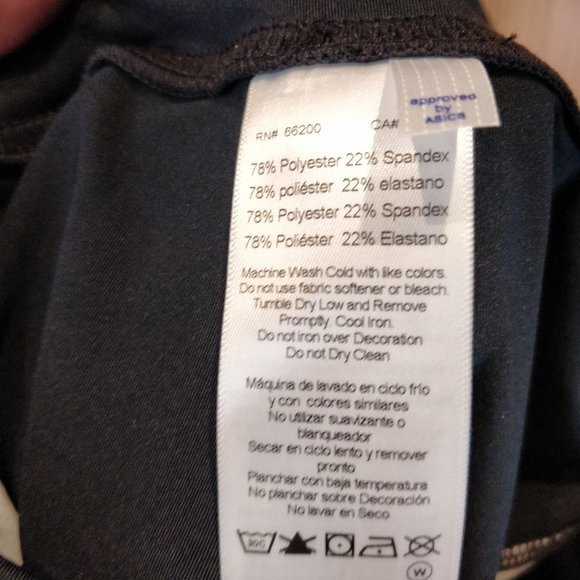 approved
by
ASICS
RN# 66200 CA#
78% Polyester 22% Spandex
78% poliéster 22% elastano
78% Polyester 22% Spandex
78% Poliéster 22% Elastano
Machine Wash Cold with like colors.
Do not use fabric softener or bleach.
Tumble Dry Low and Remove
Promptly. Cool Iron.
Do not iron over Decoration
Do not Dry Clean
Máquina de lavado en ciclo frío
y con colores similares
No utilizar suavizante o
blanqueador
Secar en ciclo lento y remover
pronto
Planchar con baja temperatura
No planchar sobre Decoración
No lavar en Seco
30C
W